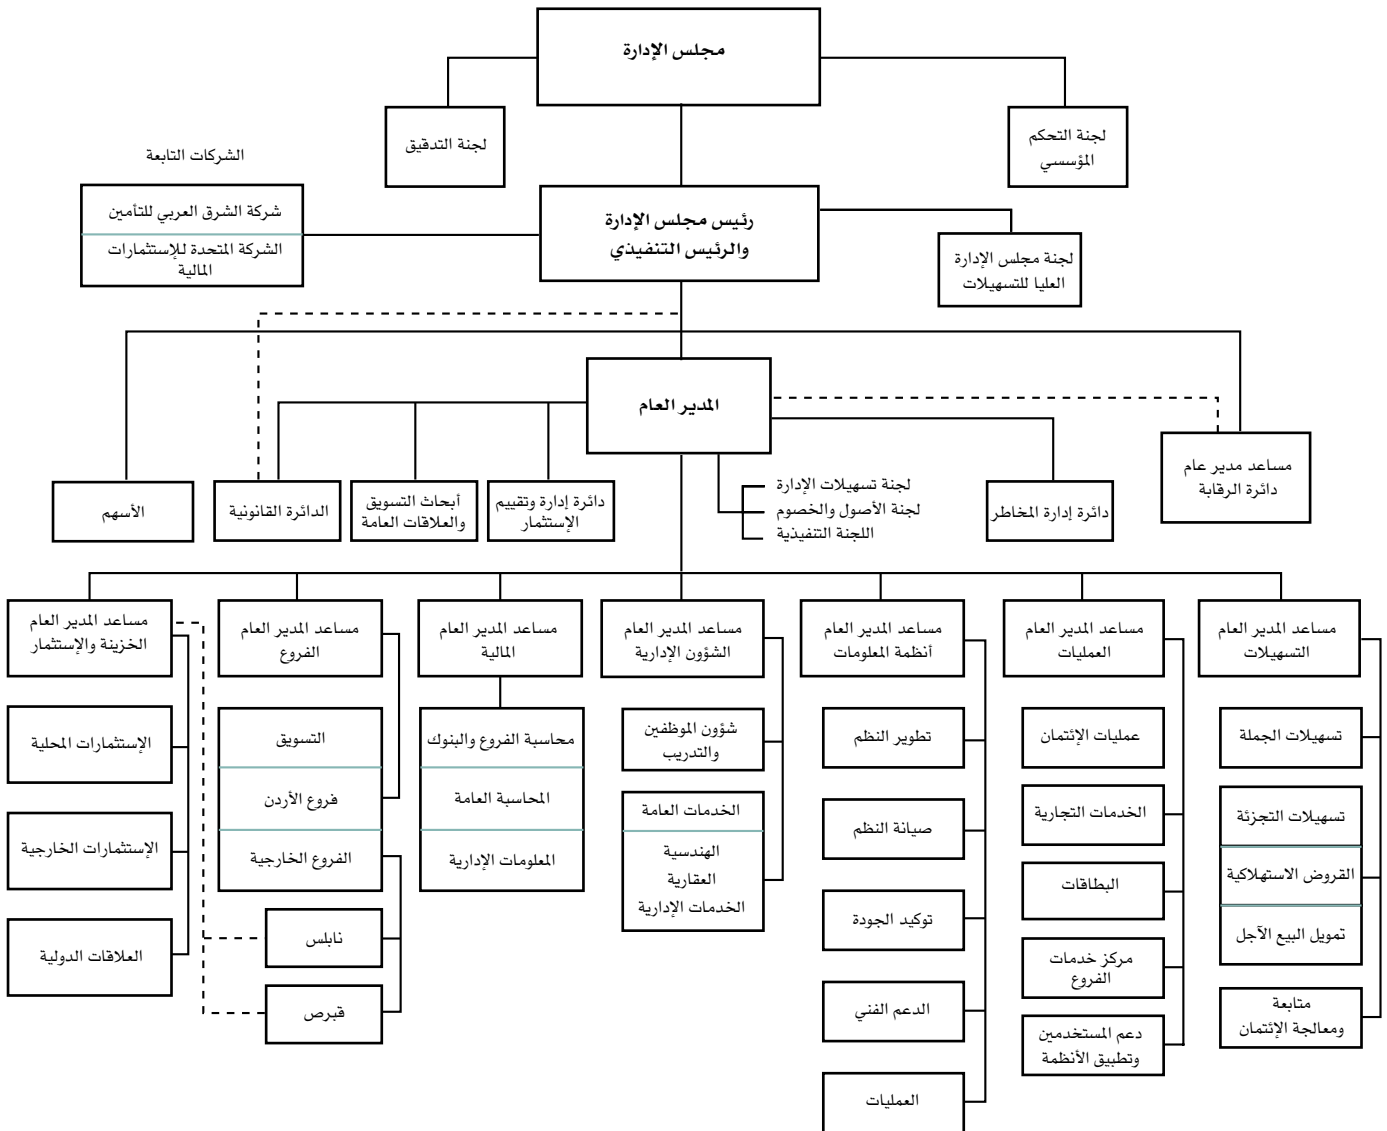 مجلس الإدارة
لجنة التحكم
المؤسسي
لجنة التدقيق
الشركات التابعة
شركة الشرق العربي للتأمين
الشركة المتحدة للإستثمارات
المالية
رئيس مجلس الإدارة
والرئيس التنفيذي
لجنة مجلس الإدارة
العليا للتسهيلات
المدير العام
مساعد مدير عام
دائرة الرقابة
دائرة إدارة المخاطر
لجنة تسهيلات الإدارة
لجنة الأصول والخصوم
اللجنة التنفيذية
دائرة إدارة وتقييم
الإستثمار
أبحاث التسويق
والعلاقات العامة
الدائرة القانونية
الأسهم
مساعد المدير العام
التسهيلات
تسهيلات الجملة
تسهيلات التجزئة
القروض الاستهلاكية
تمويل البيع الآجل
متابعة
ومعالجة الإئتمان
مساعد المدير العام
العمليات
عمليات الإئتمان
الخدمات التجارية
البطاقات
مركز خدمات
الفروع
دعم المستخدمين
وتطبيق الأنظمة
مساعد المدير العام
أنظمة المعلومات
تطوير النظم
صيانة النظم
توكيد الجودة
الدعم الفني
العمليات
مساعد المدير العام
الشؤون الإدارية
شؤون الموظفين
والتدريب
الخدمات العامة
الهندسية
العقارية
الخدمات الإدارية
مساعد المدير العام
المالية
محاسبة الفروع والبنوك
المحاسبة العامة
المعلومات الإدارية
مساعد المدير العام
الفروع
التسويق
فروع الأردن
الفروع الخارجية
نابلس
قبرص
مساعد المدير العام
الخزينة والإستثمار
الإستثمارات المحلية
الإستثمارات الخارجية
العلاقات الدولية